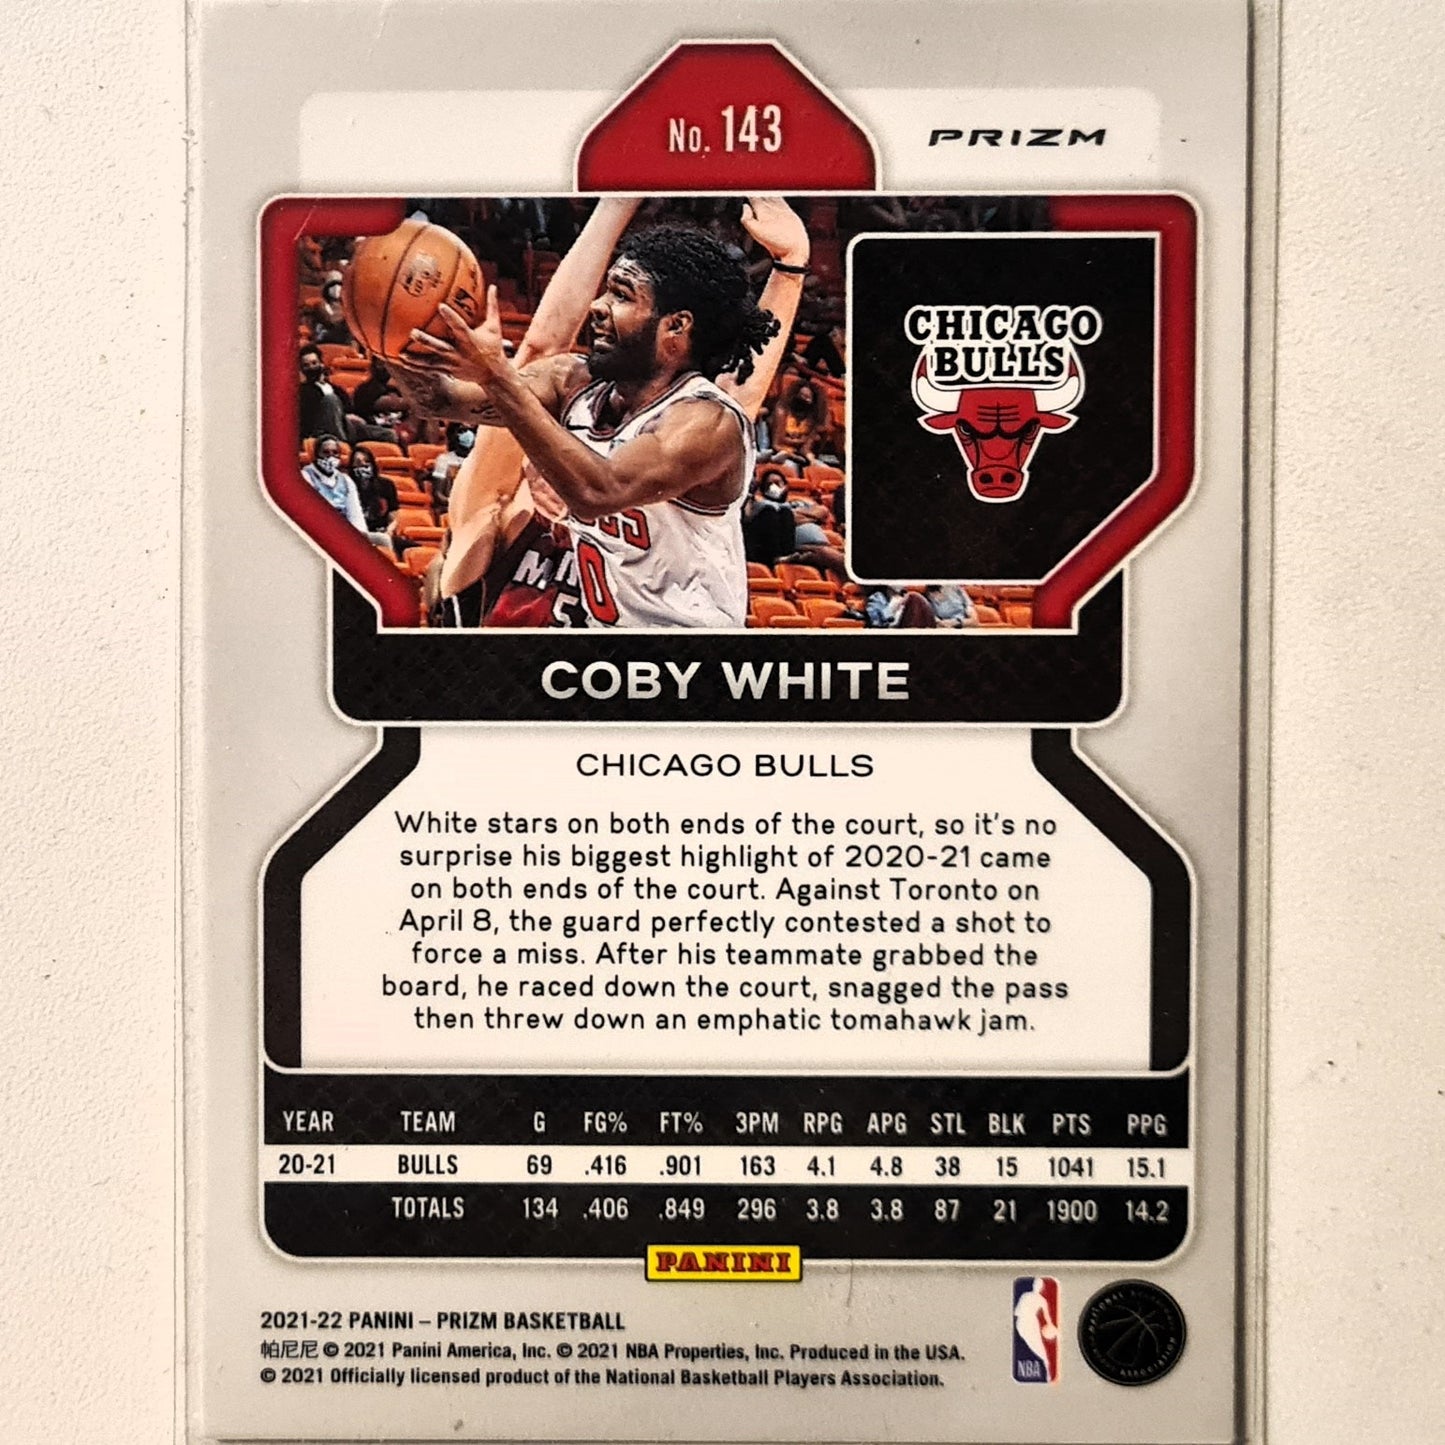 No. 143
PRIZM
CHICAGO
BULLS
MI
5
0
COBY WHITE
CHICAGO BULLS
White stars on both ends of the court, so it's no
surprise his biggest highlight of 2020-21 came
on both ends of the court. Against Toronto on
April 8, the guard perfectly contested a shot to
force a miss. After his teammate grabbed the
board, he raced down the court, snagged the pass
then threw down an emphatic tomahawk jam.
YEAR TEAM G FG% FT% 3PM RPG APG STL BLK PTS PPG
20-21 BULLS 69 .416 .901 163 4.1 4.8 38 15 1041 15.1
TOTALS 134 .406 .849 296 3.8 3.8 87 21 1900 14.2
PANINI
2021-22 PANINI – PRIZM BASKETBALL
帕尼尼 © 2021 Panini America, Inc. © 2021 NBA Properties, Inc. Produced in the USA.
© 2021 Officially licensed product of the National Basketball Players Association.
NBA